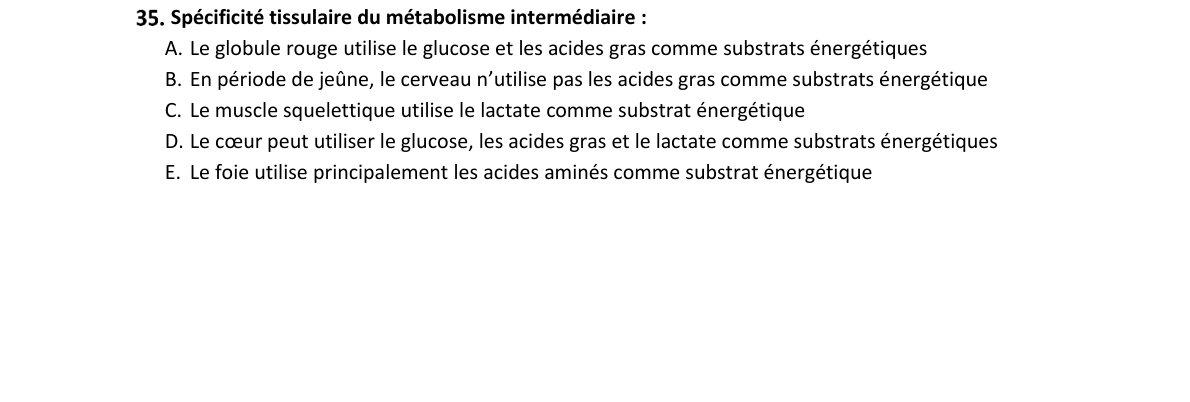 35. Spécificité tissulaire du métabolisme intermédiaire :
A. Le globule rouge utilise le glucose et les acides gras comme substrats énergétiques
B. En période de jeûne, le cerveau n’utilise pas les acides gras comme substrats énergétique
C. Le muscle squelettique utilise le lactate comme substrat énergétique
D. Le cœur peut utiliser le glucose, les acides gras et le lactate comme substrats énergétiques
E. Le foie utilise principalement les acides aminés comme substrat énergétique